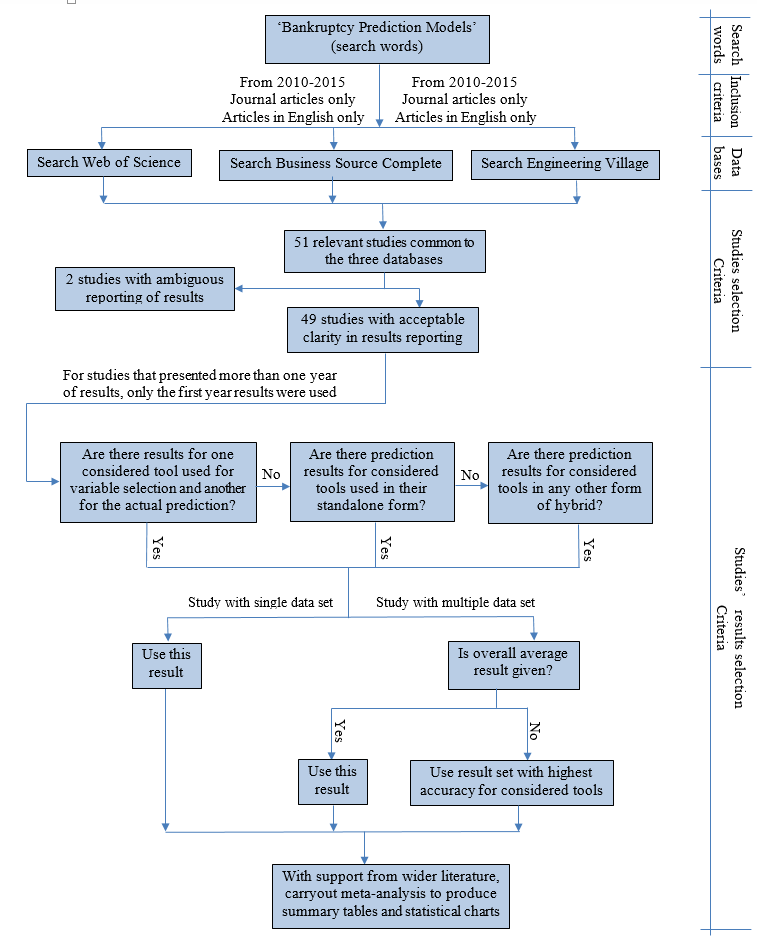 'Bankruptcy Prediction Models'
(search words)
Search
words
From 2010-2015
Journal articles only
Articles in English only
From 2010-2015
Journal articles only
Articles in English only
Inclusion
criteria
Search Web of Science
Search Business Source Complete
Search Engineering Village
Data
bases
51 relevant studies common to
the three databases
2 studies with ambiguous
reporting of results
49 studies with acceptable
clarity in results reporting
Studies selection
Criteria
For studies that presented more than one year
of results, only the first year results were used
Are there results for one
considered tool used for
variable selection and another
for the actual prediction?
No
Are there prediction
results for considered
tools used in their
standalone form?
No
Are there prediction
results for considered
tools in any other form
of hybrid?
Yes
Yes
Yes
Study with single data set
Study with multiple data set
Use this
result
Is overall average
result given?
Yes
No
Use this
result
Use result set with highest
accuracy for considered tools
Studies' results selection
Criteria
With support from wider literature,
carryout meta-analysis to produce
summary tables and statistical charts